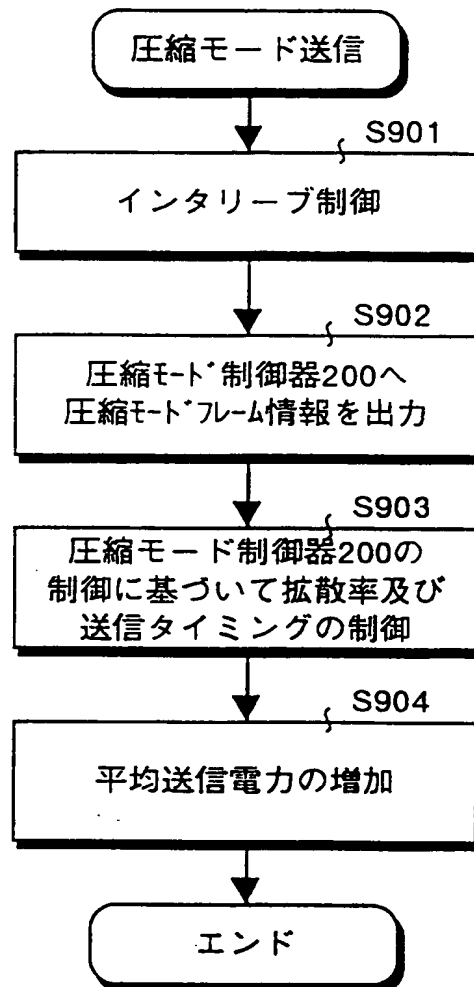 圧縮モード送信
S901
インタリーブ制御
S902
圧縮ﾓｰﾄﾞ制御器200へ
圧縮ﾓｰﾄﾞﾌﾚｰﾑ情報を出力
S903
圧縮モード制御器200の
制御に基づいて拡散率及び
送信タイミングの制御
S904
平均送信電力の増加
エンド